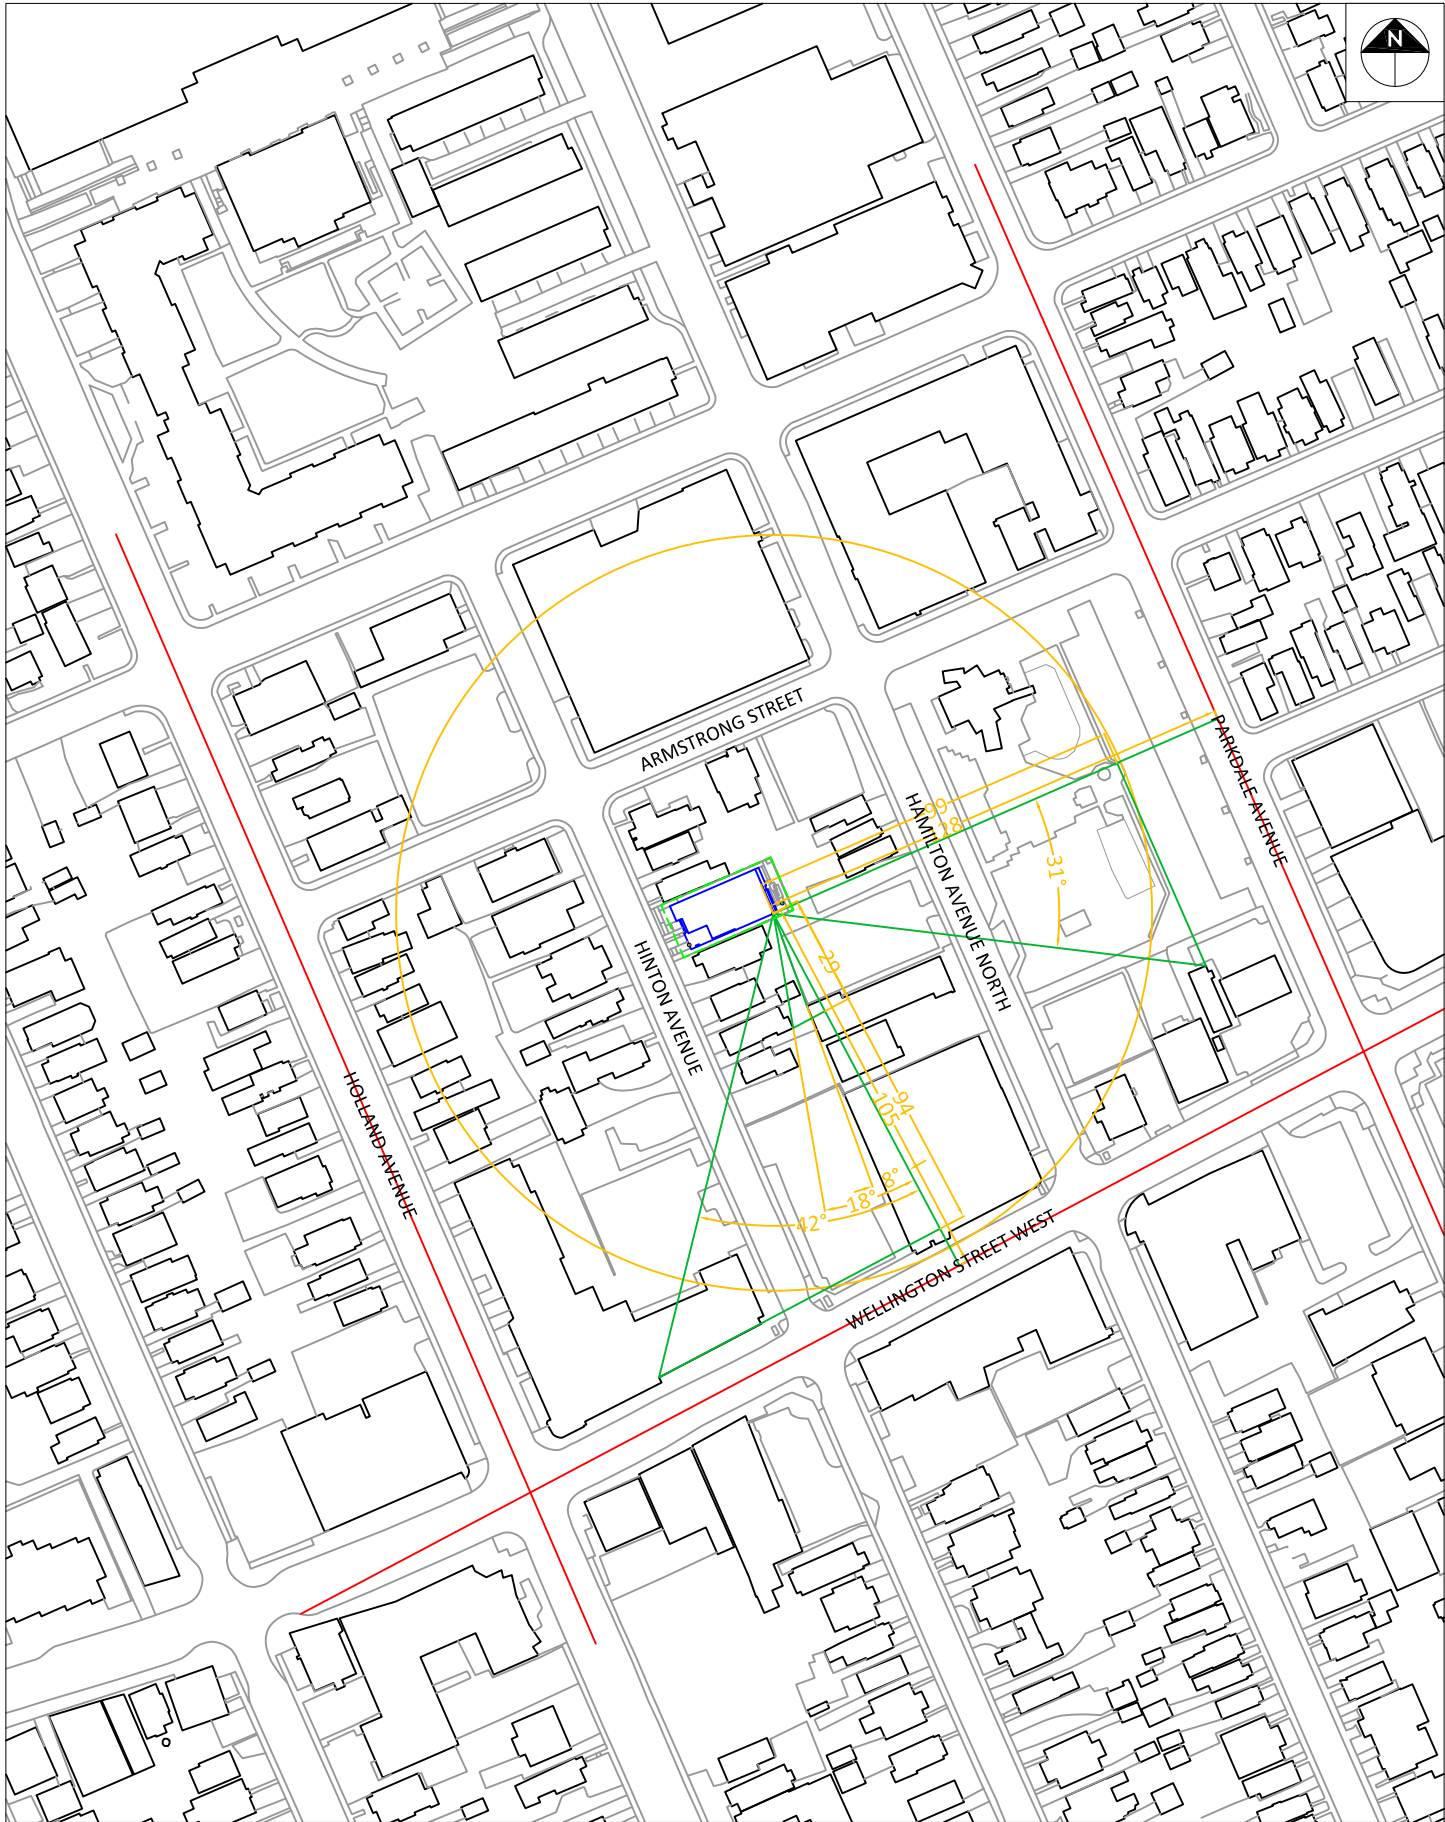 N
ARMSTRONG STREET
PARKDALE AVENUE
HAMILTON AVENUE NORTH
99
28
31°
HINTON AVENUE
29
HOLLAND AVENUE
94
105
8°
18°
42°
WELLINGTON STREET WEST